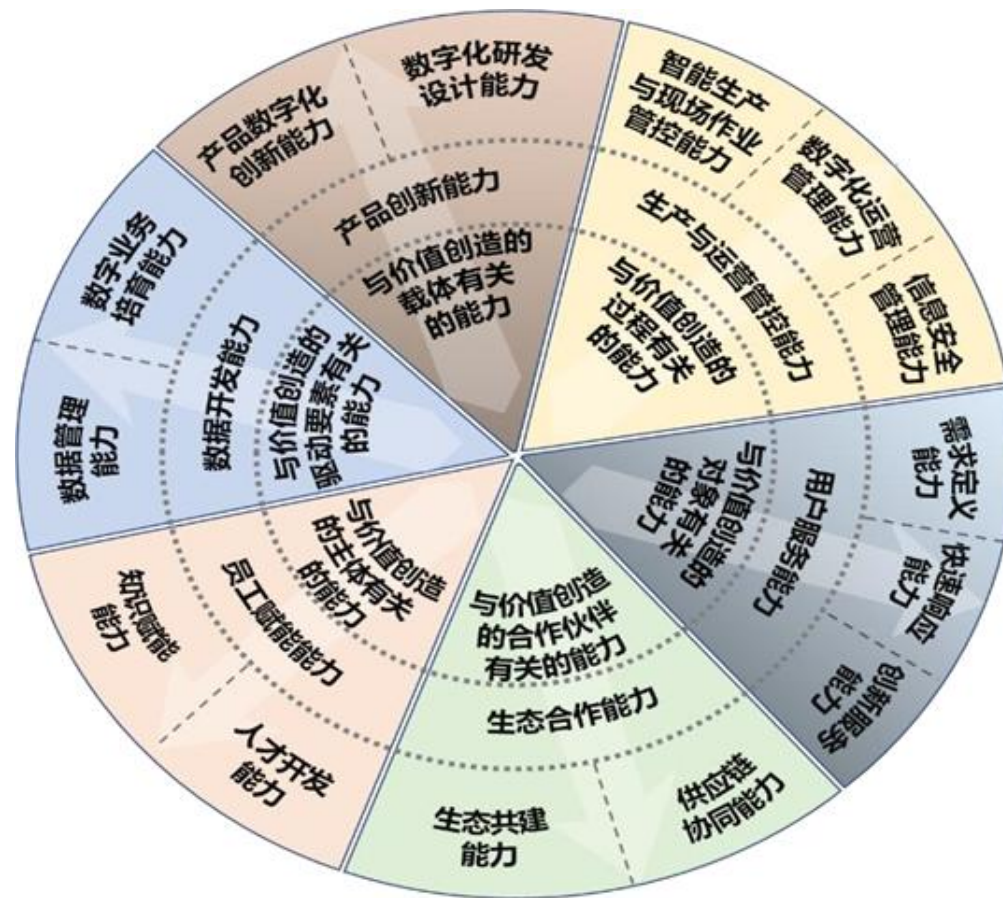 产品数字化
创新能力
数字化研发
设计能力
产品创新能力
与价值创造的
载体有关
的能力
智能生产
与现场作业
管控能力
数字化运营
管理能力
信息安全
管理能力
生产与运营管控能力
与价值创造的
过程有关
的能力
需求定义
能力
快速响应
能力
创新服务
能力
用户服务能力
与价值创造的
对象有关
的能力
供应链
协同能力
生态共建
能力
生态合作能力
与价值创造
的合作伙伴
有关的能力
人才开发
能力
知识赋能
能力
员工赋能能力
与价值创造
的主体有关
的能力
数据管理
能力
数字业务
培育能力
数据开发能力
与价值创造的
驱动要素有关
的能力